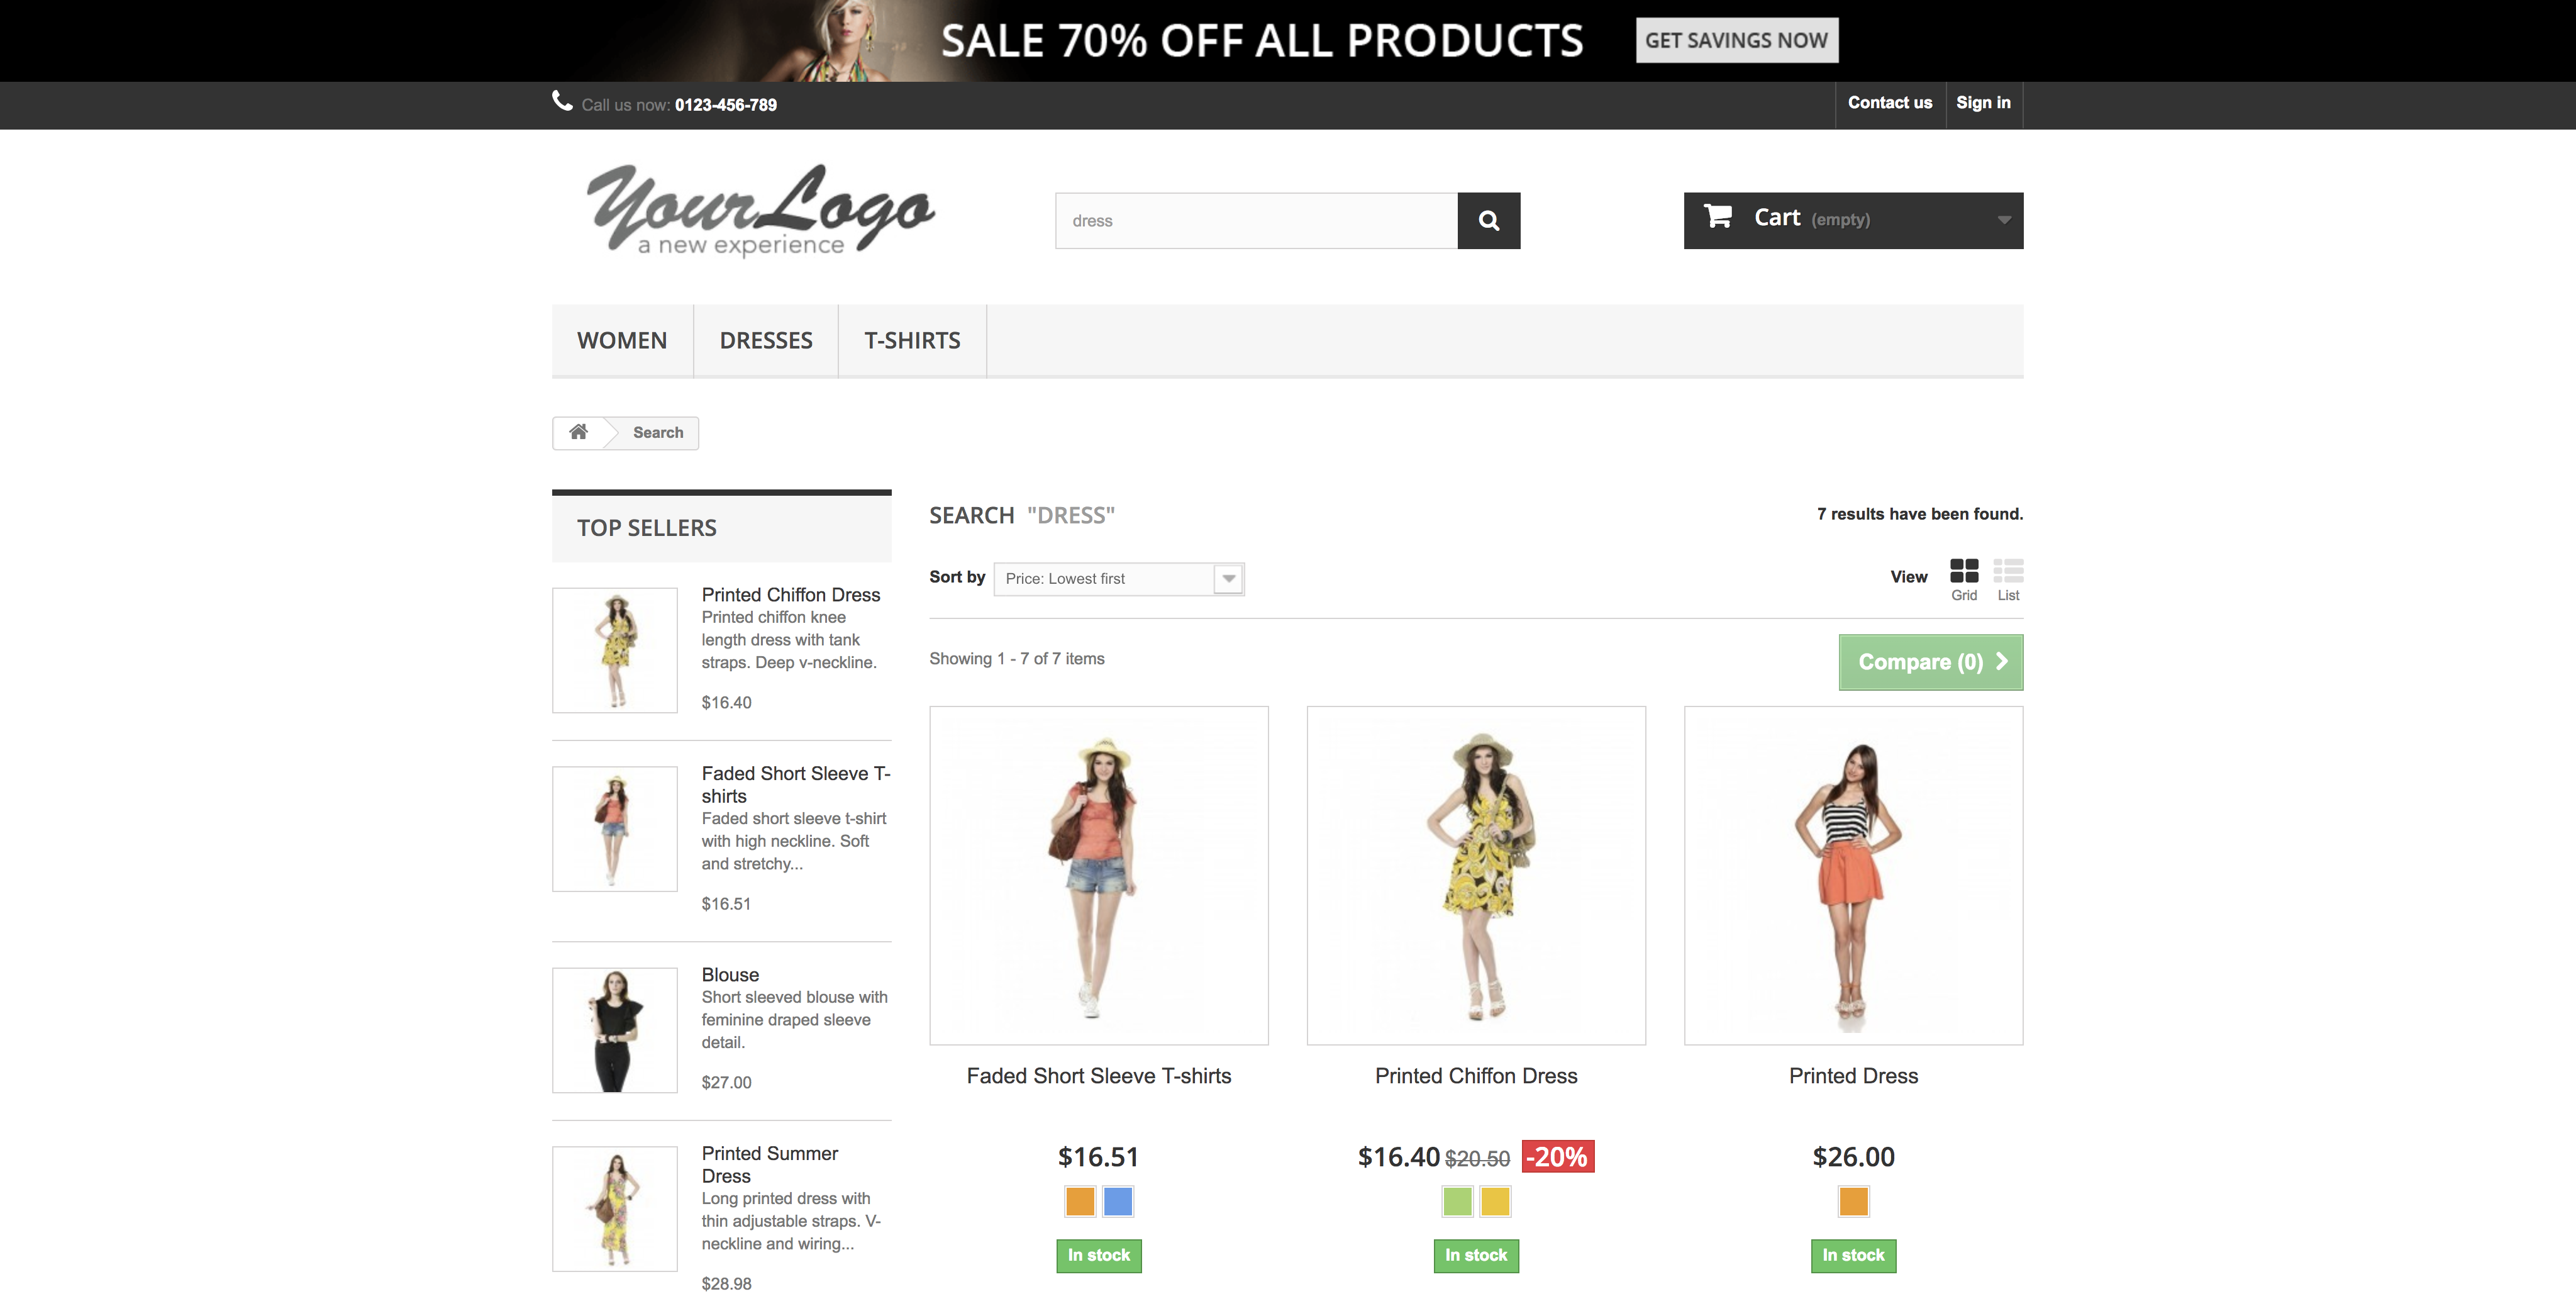 SALE 70% OFF ALL PRODUCTS
GET SAVINGS NOW
Call us now: 0123-456-789
Contact us
Sign in
Your Logo
a new experience
dress
Cart (empty)
WOMEN
DRESSES
T-SHIRTS
Search
TOP SELLERS
Printed Chiffon Dress
Printed chiffon knee
length dress with tank
straps. Deep v-neckline.
$16.40
Faded Short Sleeve T-
shirts
Faded short sleeve t-shirt
with high neckline. Soft
and stretchy...
$16.51
Blouse
Short sleeved blouse with
feminine draped sleeve
detail.
$27.00
Printed Summer
Dress
Long printed dress with
thin adjustable straps. V-
neckline and wiring...
$28.98
SEARCH "DRESS"
7 results have been found.
Sort by Price: Lowest first
View
Grid
List
Showing 1 - 7 of 7 items
Compare (0)
Faded Short Sleeve T-shirts
$16.51
In stock
Printed Chiffon Dress
$16.40 $20.50 -20%
In stock
Printed Dress
$26.00
In stock